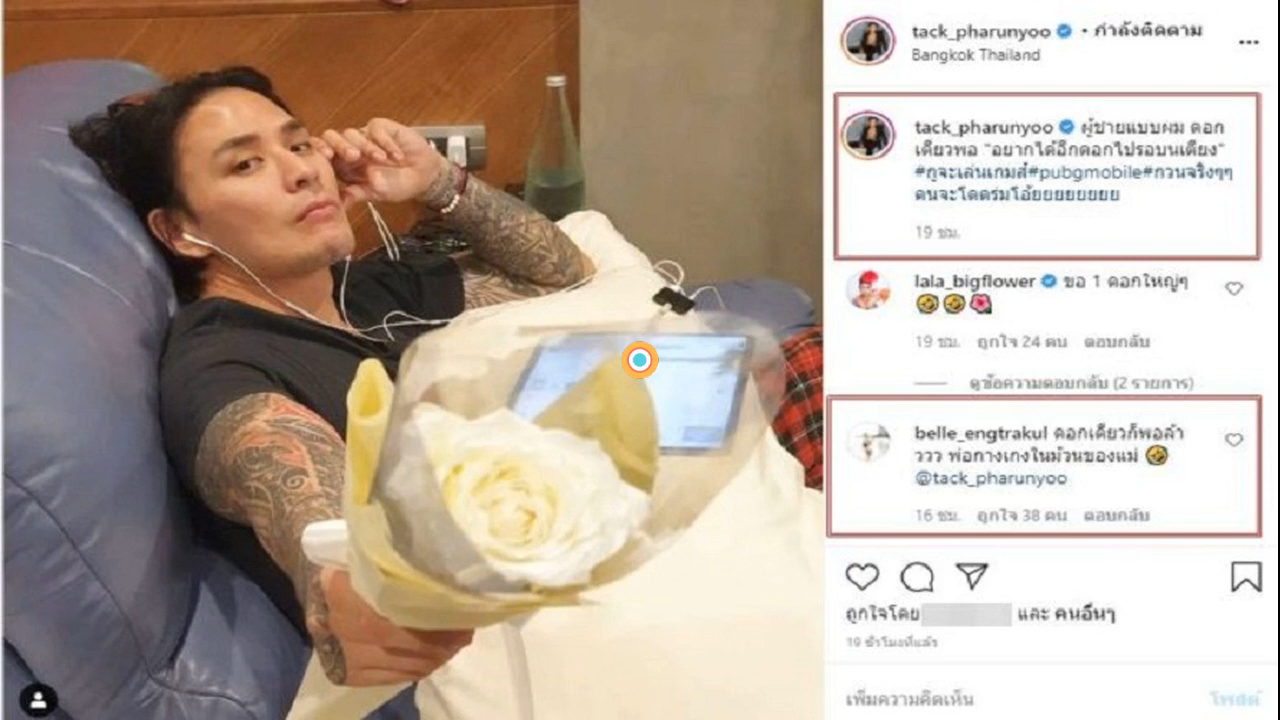 tack_pharunyoo • กำลังติดตาม
Bangkok Thailand
tack_pharunyoo ผู้ชายแบบผม ดอก
เดียวพอ "อยากได้อีกดอกไปรอบนเตียง"
#กูจะเล่นเกมส์#pubgmobile#กวนจริงๆๆ
คนจะโดดร่มโอ้ยยยยยยยย
19 ชม.
lala_bigflower ขอ 1 ดอกใหญ่ๆ
🤣🤣🌺
19 ชม. ถูกใจ 24 คน ตอบกลับ
ดูข้อความตอบกลับ (2 รายการ)
belle_engtrakul ดอกเดียวก็พอล้า
ววว พ่อกางเกงในม้วนของแม่ 🤣
@tack_pharunyoo
16 ชม. ถูกใจ 38 คน ตอบกลับ
ถูกใจโดย และ คนอื่นๆ
19 ชั่วโมงที่แล้ว
เพิ่มความคิดเห็น โพสต์